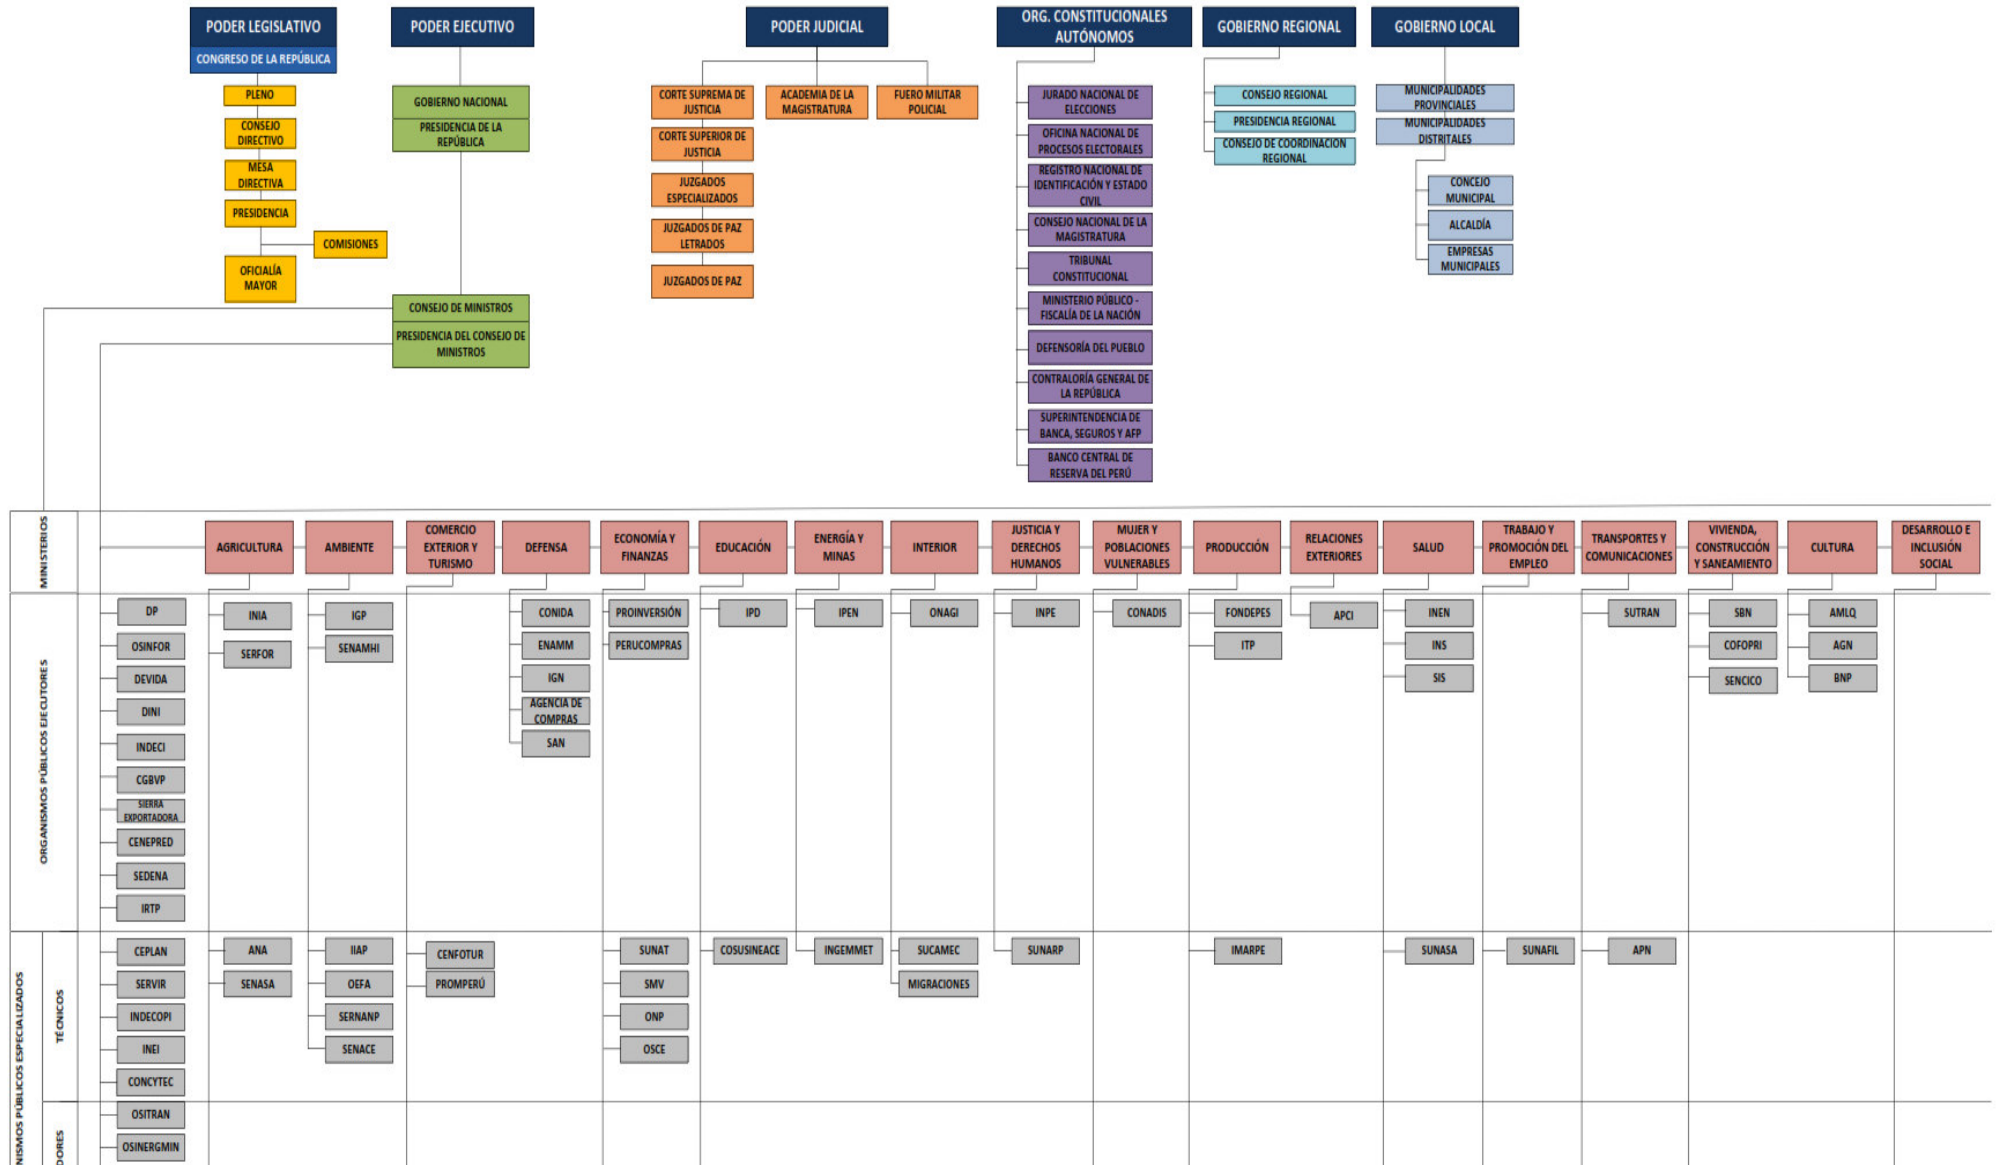 PODER LEGISLATIVO
CONGRESO DE LA REPÚBLICA
PLENO
CONSEJO
DIRECTIVO
MESA
DIRECTIVA
PRESIDENCIA
COMISIONES
OFICIALÍA
MAYOR
PODER EJECUTIVO
GOBIERNO NACIONAL
PRESIDENCIA DE LA
REPÚBLICA
CONSEJO DE MINISTROS
PRESIDENCIA DEL CONSEJO DE
MINISTROS
PODER JUDICIAL
CORTE SUPREMA DE
JUSTICIA
CORTE SUPERIOR DE
JUSTICIA
JUZGADOS
ESPECIALIZADOS
JUZGADOS DE PAZ
LETRADOS
JUZGADOS DE PAZ
ACADEMIA DE LA
MAGISTRATURA
FUERO MILITAR
POLICIAL
ORG. CONSTITUCIONALES
AUTÓNOMOS
JURADO NACIONAL DE
ELECCIONES
OFICINA NACIONAL DE
PROCESOS ELECTORALES
REGISTRO NACIONAL DE
IDENTIFICACIÓN Y ESTADO
CIVIL
CONSEJO NACIONAL DE LA
MAGISTRATURA
TRIBUNAL
CONSTITUCIONAL
MINISTERIO PÚBLICO -
FISCALÍA DE LA NACIÓN
DEFENSORÍA DEL PUEBLO
CONTRALORÍA GENERAL DE
LA REPÚBLICA
SUPERINTENDENCIA DE
BANCA, SEGUROS Y AFP
BANCO CENTRAL DE
RESERVA DEL PERÚ
GOBIERNO REGIONAL
CONSEJO REGIONAL
PRESIDENCIA REGIONAL
CONSEJO DE COORDINACION
REGIONAL
GOBIERNO LOCAL
MUNICIPALIDADES
PROVINCIALES
MUNICIPALIDADES
DISTRITALES
CONCEJO
MUNICIPAL
ALCALDÍA
EMPRESAS
MUNICIPALES
MINISTERIOS
AGRICULTURA
AMBIENTE
COMERCIO
EXTERIOR Y
TURISMO
DEFENSA
ECONOMÍA Y
FINANZAS
EDUCACIÓN
ENERGÍA Y
MINAS
INTERIOR
JUSTICIA Y
DERECHOS
HUMANOS
MUJER Y
POBLACIONES
VULNERABLES
PRODUCCIÓN
RELACIONES
EXTERIORES
SALUD
TRABAJO Y
PROMOCIÓN DEL
EMPLEO
TRANSPORTES Y
COMUNICACIONES
VIVIENDA,
CONSTRUCCIÓN
Y SANEAMIENTO
CULTURA
DESARROLLO E
INCLUSIÓN
SOCIAL
ORGANISMOS PÚBLICOS EJECUTORES
DP
OSINFOR
DEVIDA
DINI
INDECI
CGBVP
SIERRA
EXPORTADORA
CENEPRED
SEDENA
IRTP
INIA
SERFOR
IGP
SENAMHI
CONIDA
ENAMM
IGN
AGENCIA DE
COMPRAS
SAN
PROINVERSIÓN
PERUCOMPRAS
IPD
IPEN
ONAGI
INPE
CONADIS
FONDEPES
ITP
APCI
INEN
INS
SIS
SUTRAN
SBN
COFOPRI
SENCICO
AMLQ
AGN
BNP
NISMOS PÚBLICOS ESPECIALIZADOS
TÉCNICOS
CEPLAN
SERVIR
INDECOPI
INEI
CONCYTEC
ANA
SENASA
IIAP
OEFA
SERNANP
SENACE
CENFOTUR
PROMPERÚ
SUNAT
SMV
ONP
OSCE
COSUSINEACE
INGEMMET
SUCAMEC
MIGRACIONES
SUNARP
IMARPE
SUNASA
SUNAFIL
APN
DORES
OSITRAN
OSINERGMIN